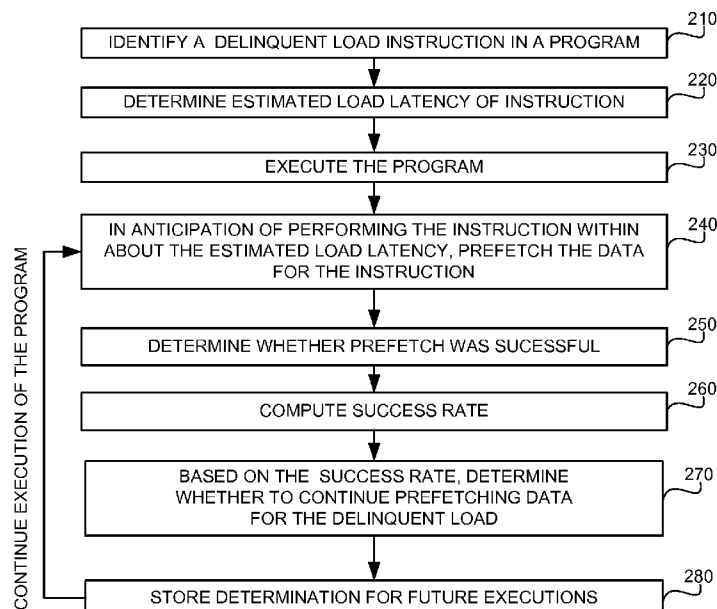 210
IDENTIFY A DELINQUENT LOAD INSTRUCTION IN A PROGRAM
220
DETERMINE ESTIMATED LOAD LATENCY OF INSTRUCTION
230
EXECUTE THE PROGRAM
240
IN ANTICIPATION OF PERFORMING THE INSTRUCTION WITHIN
ABOUT THE ESTIMATED LOAD LATENCY, PREFETCH THE DATA
FOR THE INSTRUCTION
250
DETERMINE WHETHER PREFETCH WAS SUCESSFUL
260
COMPUTE SUCCESS RATE
270
BASED ON THE SUCCESS RATE, DETERMINE
WHETHER TO CONTINUE PREFETCHING DATA
FOR THE DELINQUENT LOAD
280
STORE DETERMINATION FOR FUTURE EXECUTIONS
CONTINUE EXECUTION OF THE PROGRAM